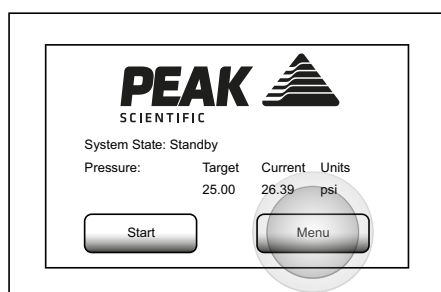 PEAK
SCIENTIFIC
System State: Standby
Pressure: Target Current Units
25.00 26.39 psi
Start Menu